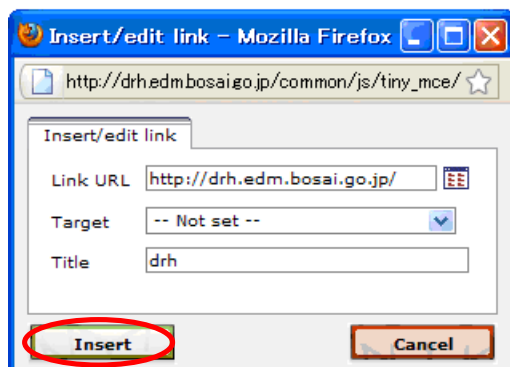 Insert/edit link - Mozilla Firefox
http://drh.edm.bosai.go.jp/common/js/tiny_mce/
Insert/edit link
Link URL http://drh.edm.bosai.go.jp/
Target -- Not set --
Title drh
Insert Cancel